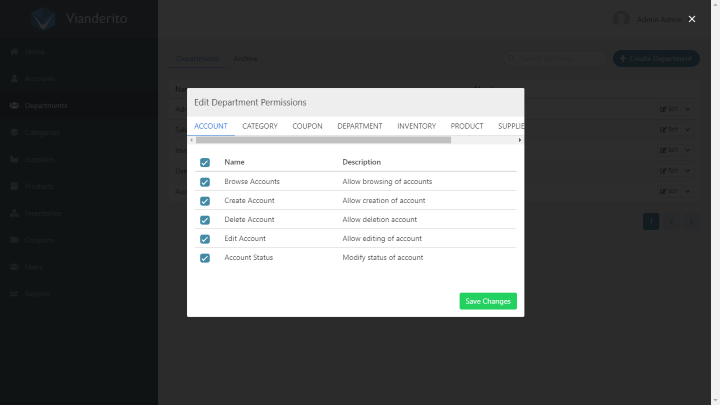 Vianderito
Admin Admin
Home
Accounts
Departments
Categories
Suppliers
Products
Inventories
Coupons
Users
Reports
Departments
Archive
Create Department
Edit
Edit
Edit
Edit
Edit
1
2
Edit Department Permissions
ACCOUNT CATEGORY COUPON DEPARTMENT INVENTORY PRODUCT SUPPLIE
Name Description
Browse Accounts Allow browsing of accounts
Create Account Allow creation of account
Delete Account Allow deletion account
Edit Account Allow editing of account
Account Status Modify status of account
Save Changes